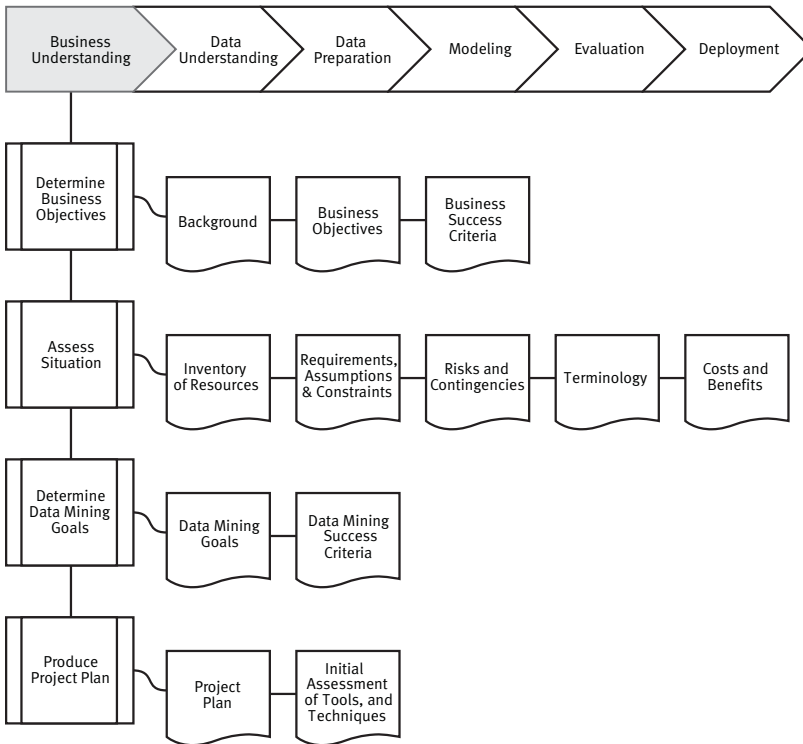 Business
Understanding
Data
Understanding
Data
Preparation
Modeling
Evaluation
Deployment
Determine
Business
Objectives
Background
Business
Objectives
Business
Success
Criteria
Assess
Situation
Inventory
of Resources
Requirements,
Assumptions
& Constraints
Risks and
Contingencies
Terminology
Costs and
Benefits
Determine
Data Mining
Goals
Data Mining
Goals
Data Mining
Success
Criteria
Produce
Project Plan
Project
Plan
Initial
Assessment
of Tools, and
Techniques